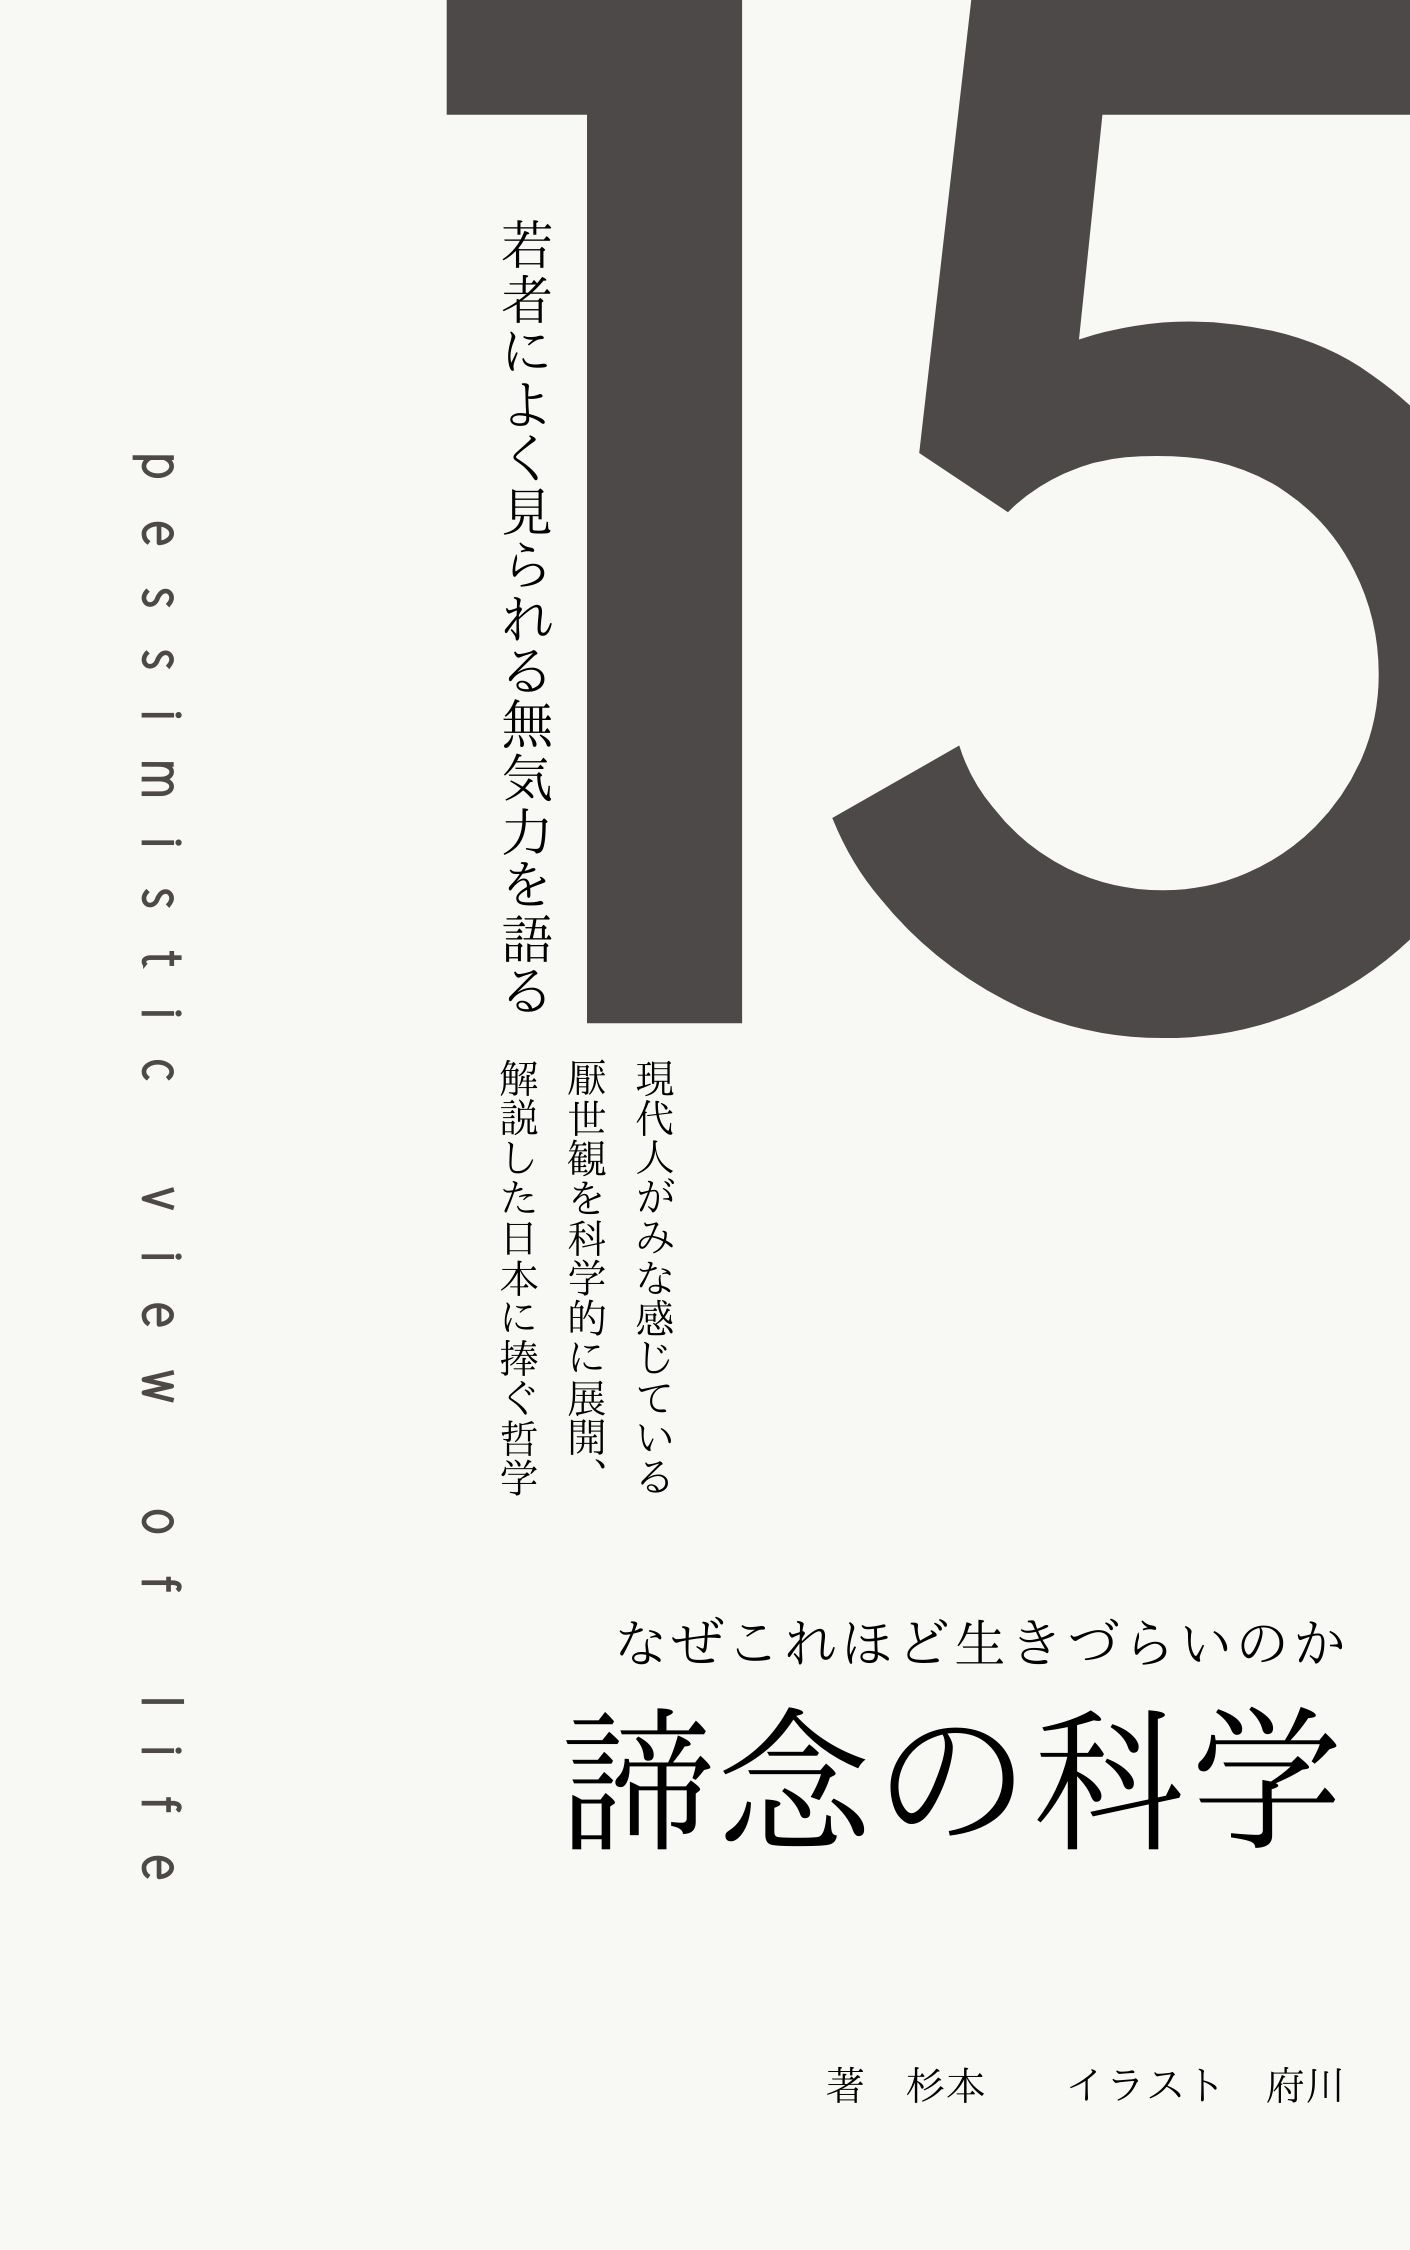 15
若者によく見られる無気力を語る
現代人がみな感じている
厭世観を科学的に展開、
解説した日本に捧ぐ哲学
pessimistic view of life
なぜこれほど生きづらいのか
諦念の科学
著　杉本　　イラスト　府川